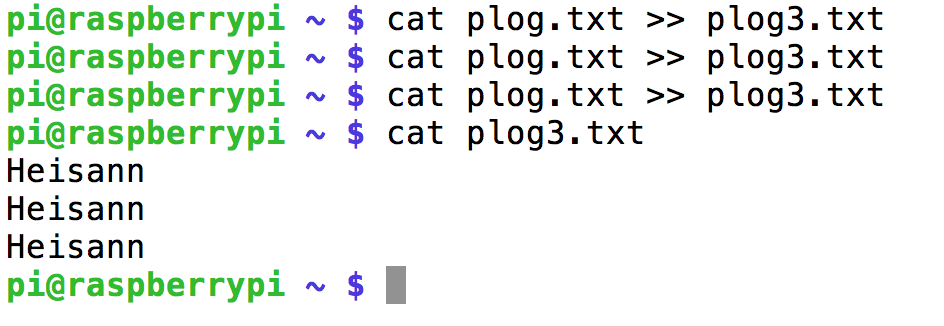 pi@raspberrypi ~ $ cat plog.txt >> plog3.txt
pi@raspberrypi ~ $ cat plog.txt >> plog3.txt
pi@raspberrypi ~ $ cat plog.txt >> plog3.txt
pi@raspberrypi ~ $ cat plog3.txt
Heisann
Heisann
Heisann
pi@raspberrypi ~ $